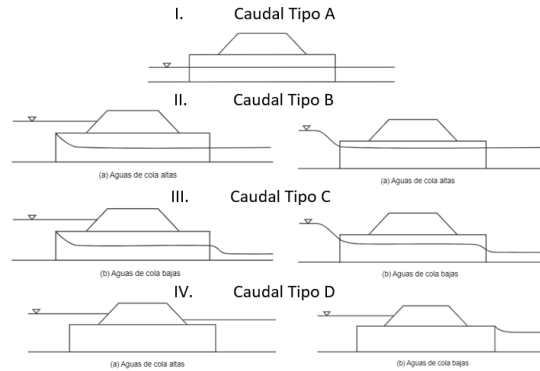 I. Caudal Tipo A
II. Caudal Tipo B
(a) Aguas de cola altas
(a) Aguas de cola altas
III. Caudal Tipo C
(b) Aguas de cola bajas
(b) Aguas de cola bajas
IV. Caudal Tipo D
(a) Aguas de cola altas
(b) Aguas de cola bajas